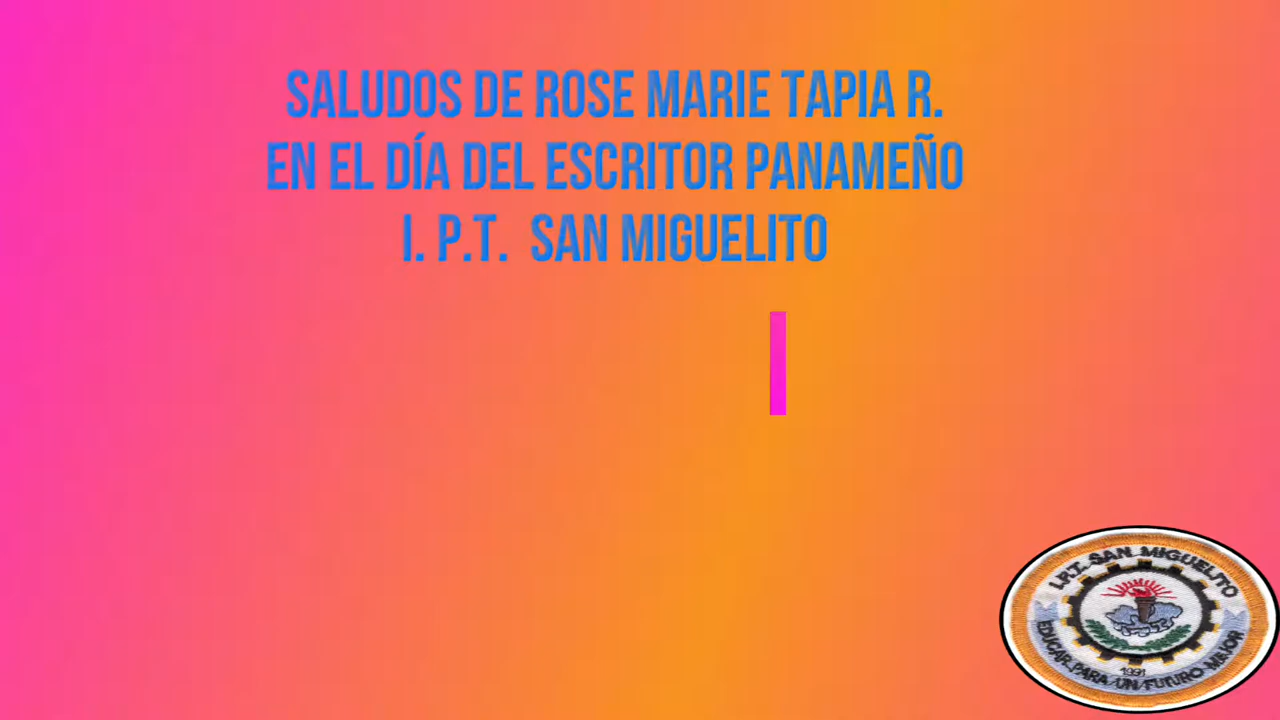 SALUDOS DE ROSE MARIE TAPIA R.
EN EL DÍA DEL ESCRITOR PANAMEÑO
I. P.T. SAN MIGUELITO
I.P.T. SAN MIGUELITO
EDUCAR PARA UN FUTURO MEJOR
1991